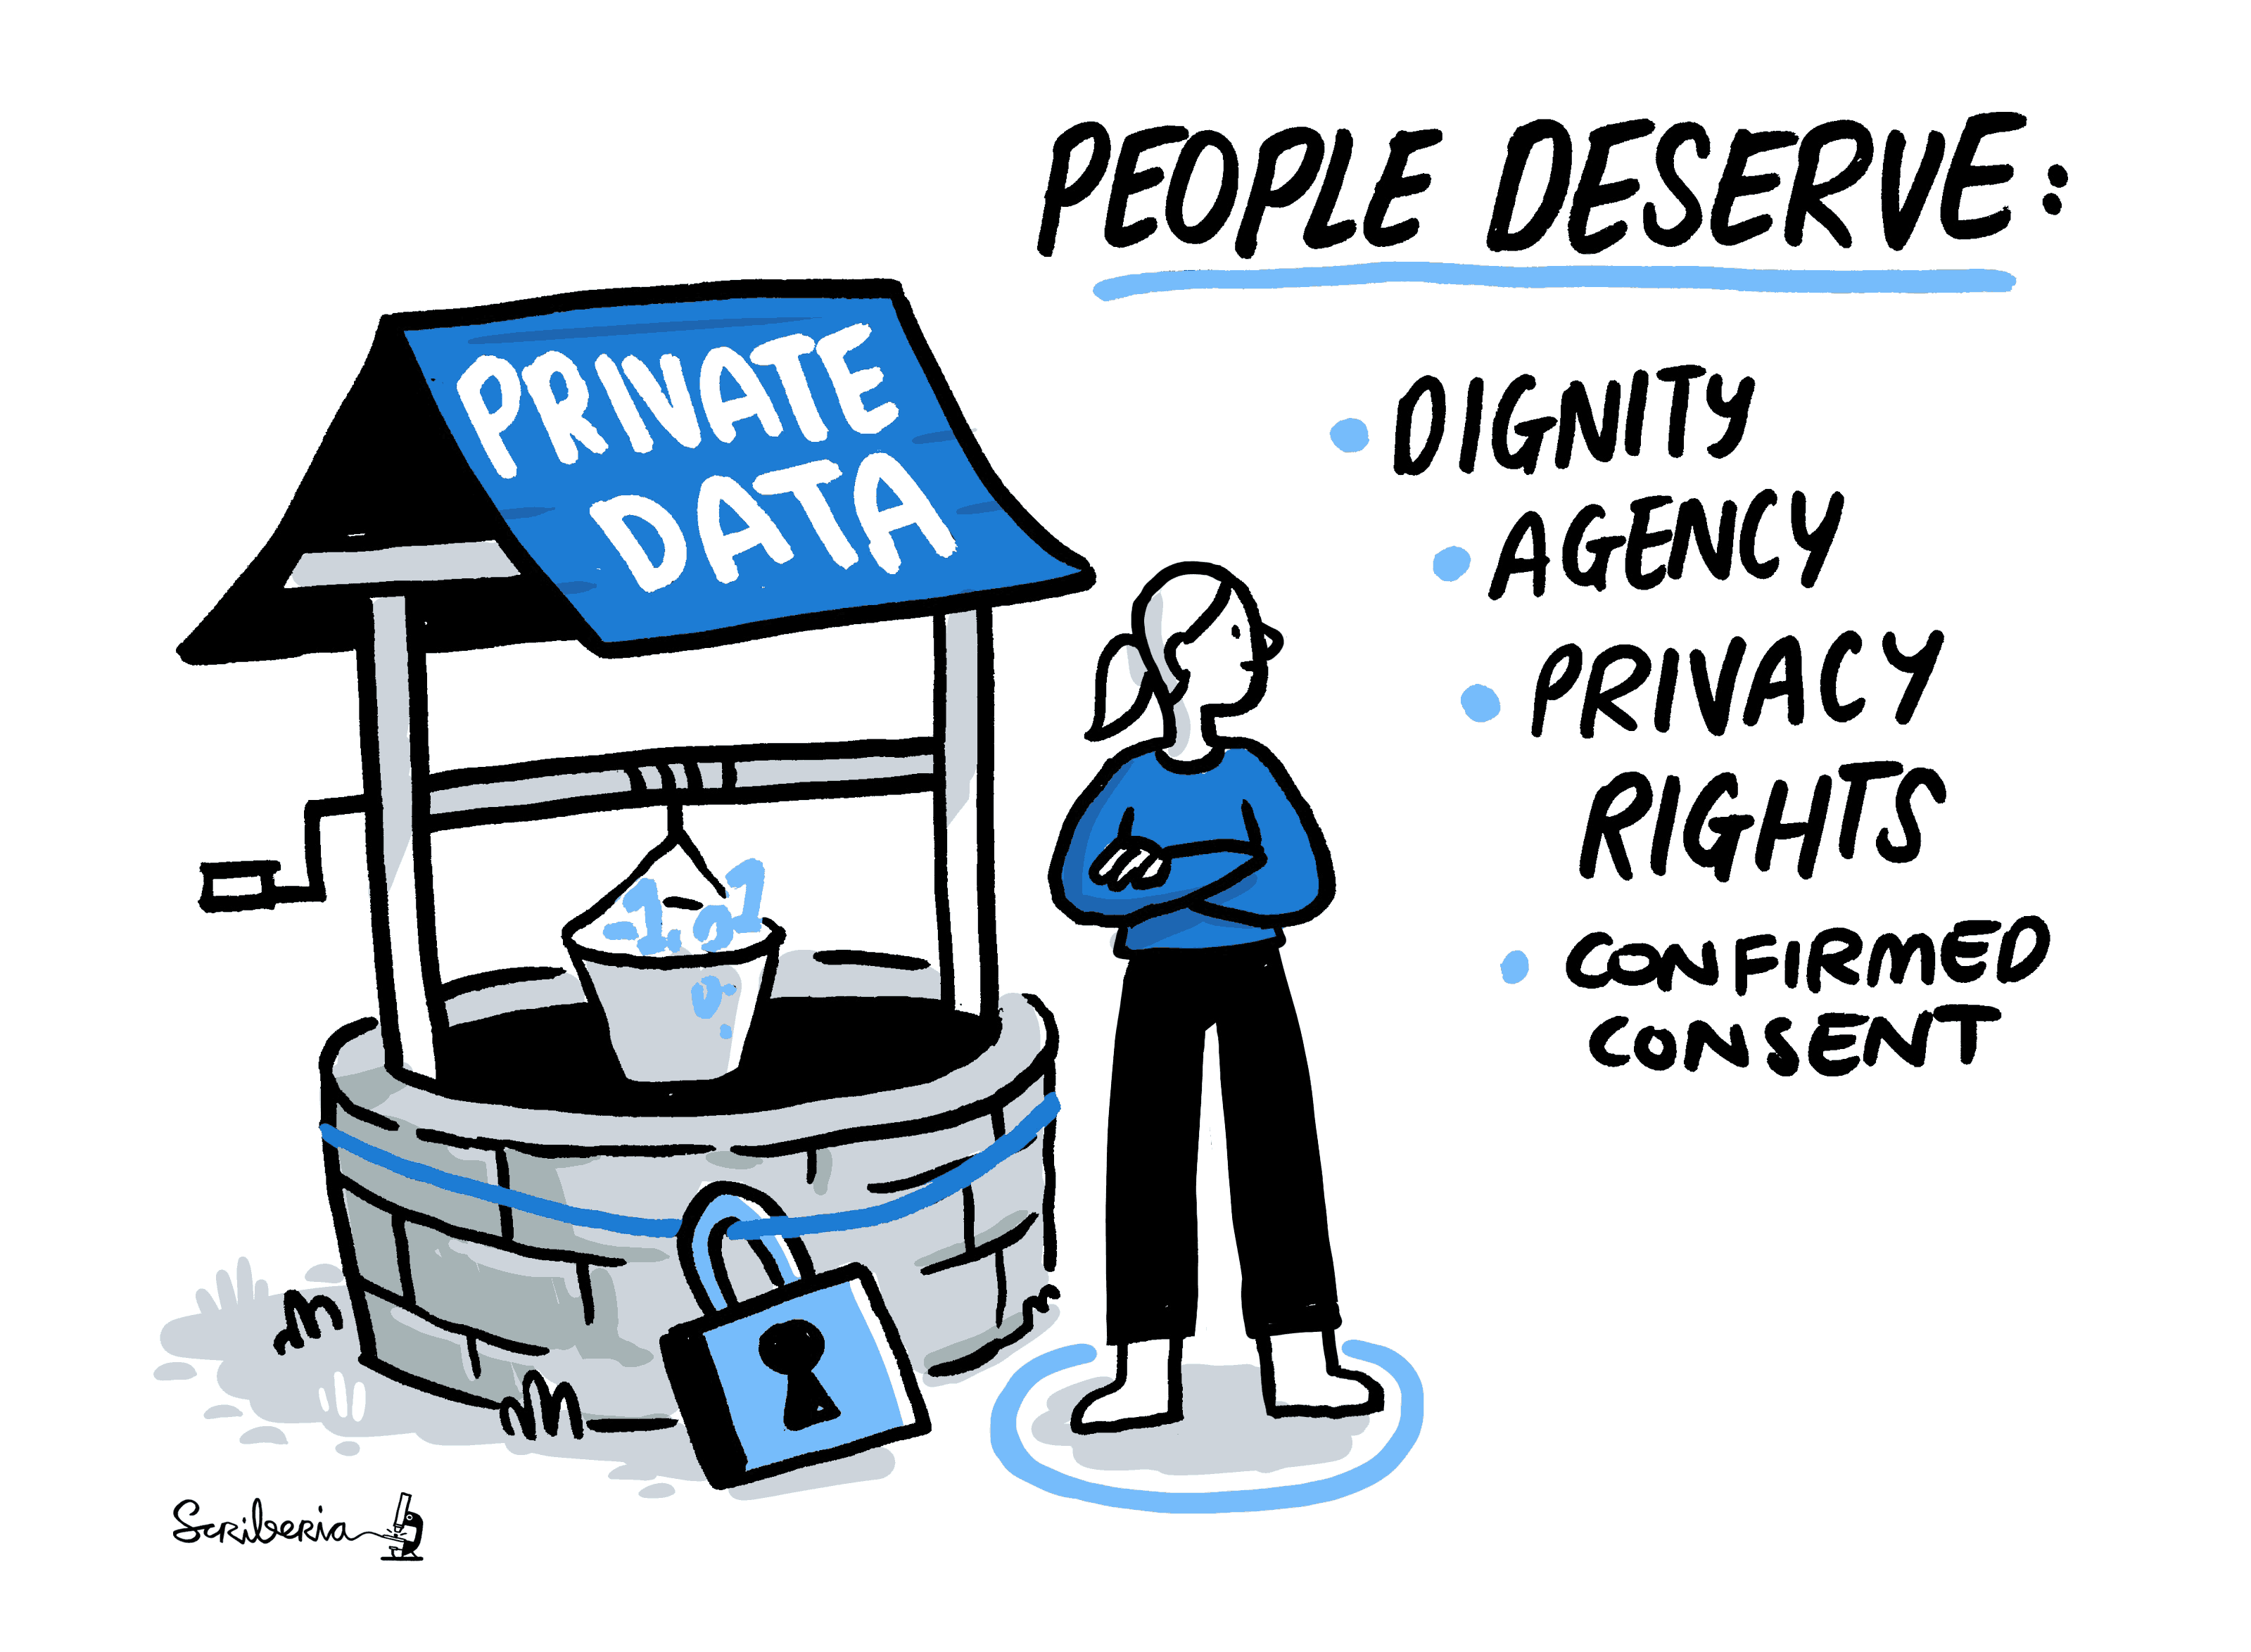 PEOPLE DESERVE:
PRIVATE
DATA
• DIGNITY
• AGENCY
• PRIVACY
RIGHTS
• CONFIRMED
CONSENT
Scriberia